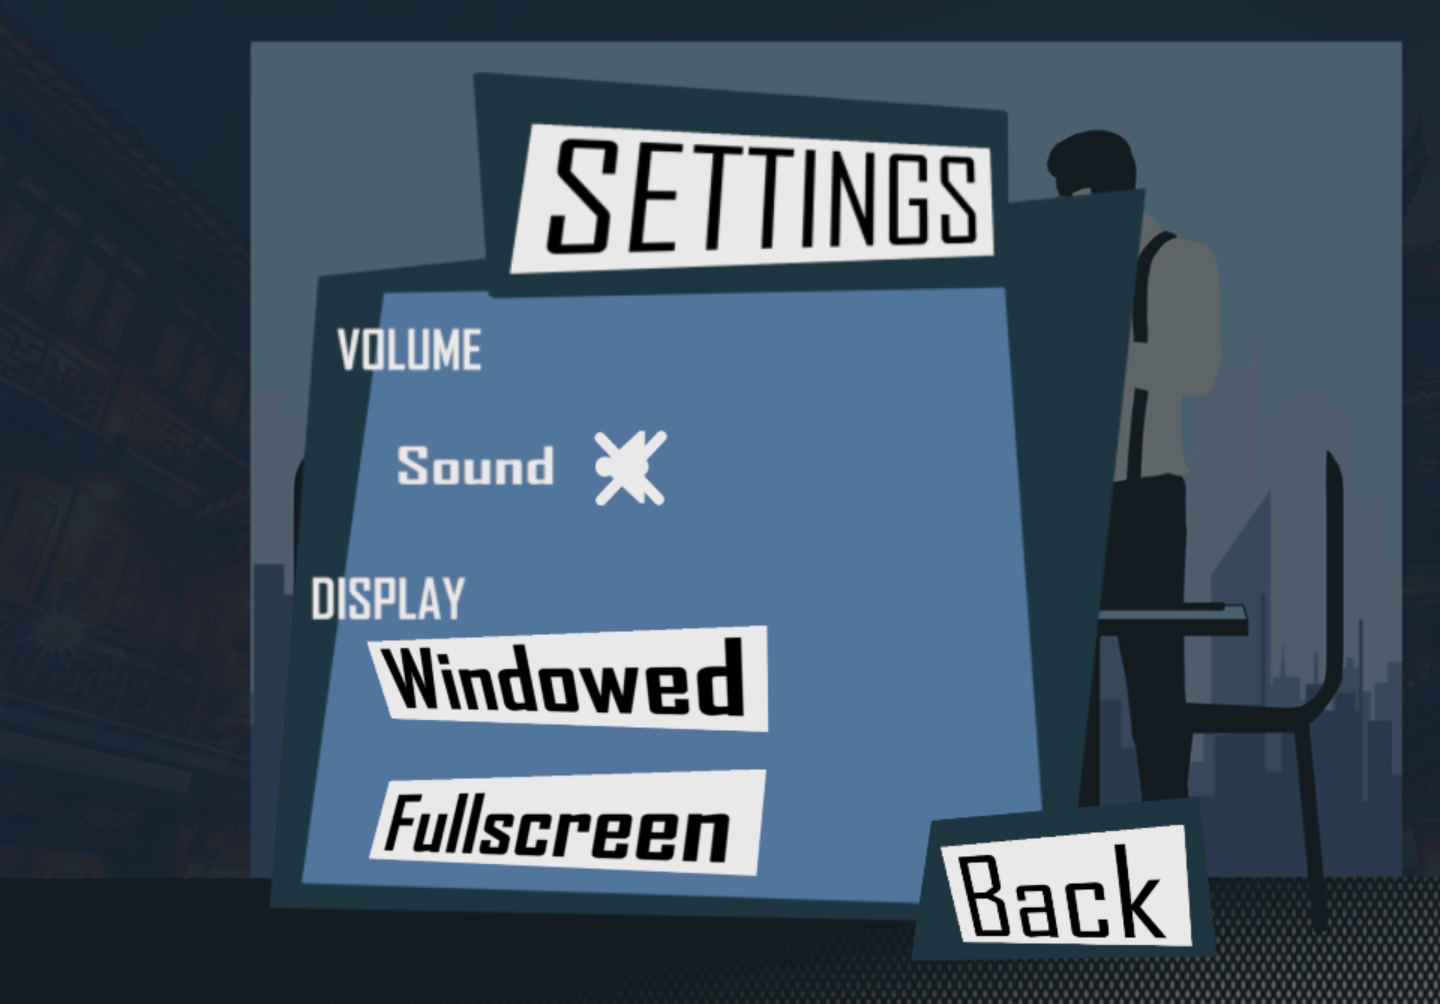 SETTINGS
VOLUME
Sound
DISPLAY
Windowed
Fullscreen
Back